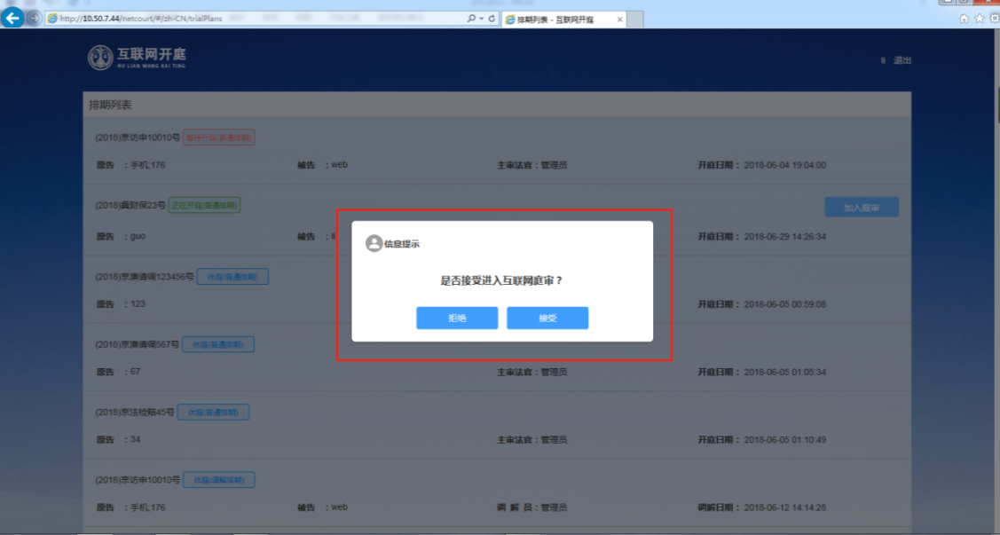 http://10.50.7.44/netcourt/#/zh-CN/trialPlans
排期列表 - 互联网开庭
互联网开庭
HU LIAN WANG KAI TING
li 退出
排期列表
(2018)京访申10010号 等待开庭(普通排期)
原告 ：手机,176 被告 ：web 主审法官：管理员 开庭日期： 2018-06-04 19:04:00
(2018)冀财保23号 正在开庭(普通排期) 加入庭审
原告 ：guo 被告 ：li 开庭日期： 2018-06-29 14:26:34
信息提示
是否接受进入互联网庭审？
拒绝 接受
(2018)京澳请调123456号 休庭(普通排期)
原告 ：123 开庭日期： 2018-06-05 00:59:08
(2018)京澳请调567号 休庭(普通排期)
原告 ：67 主审法官：管理员 开庭日期： 2018-06-05 01:05:34
(2018)京法检赔45号 休庭(普通排期)
原告 ：34 主审法官：管理员 开庭日期： 2018-06-05 01:10:49
(2018)京访申10010号 休庭(调解排期)
原告 ：手机,176 被告 ：web 调 解 员：管理员 调解日期： 2018-06-12 14:14:28